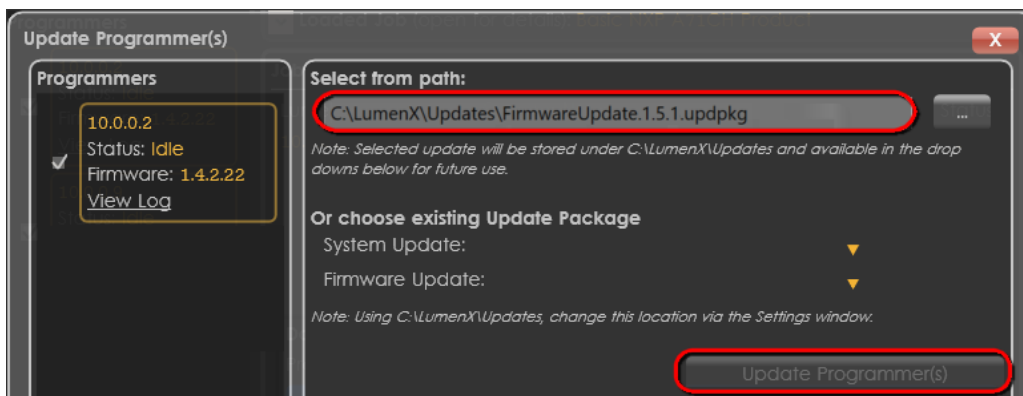 Update Programmer(s)
X
Programmers
10.0.0.2
Status: Idle
Firmware: 1.4.2.22
View Log
Select from path:
C:\LumenX\Updates\FirmwareUpdate.1.5.1.updpkg
...
Note: Selected update will be stored under C:\LumenX\Updates and available in the drop
downs below for future use.
Or choose existing Update Package
System Update:
Firmware Update:
Note: Using C:\LumenX\Updates, change this location via the Settings window.
Update Programmer(s)